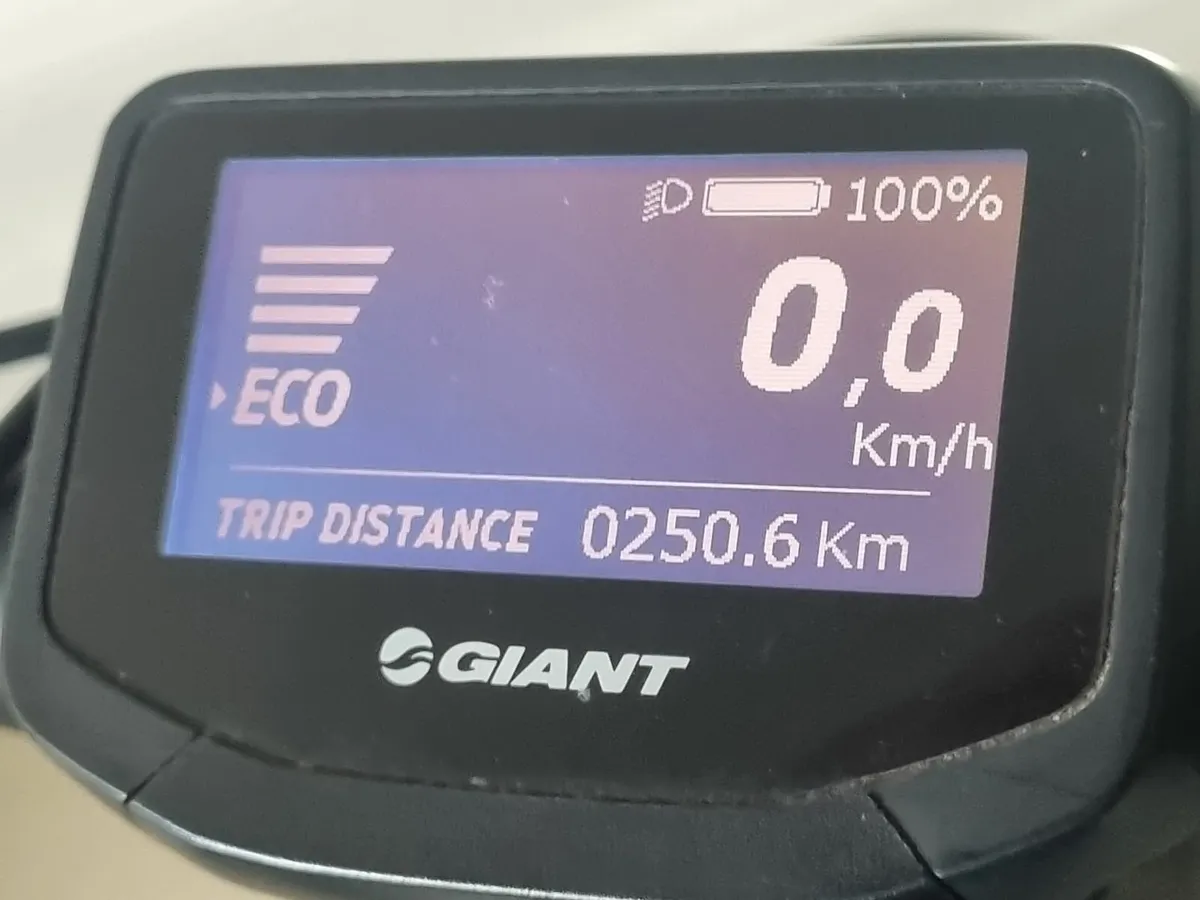 100%
0,0
Km/h
ECO
TRIP DISTANCE 0250.6 Km
GIANT